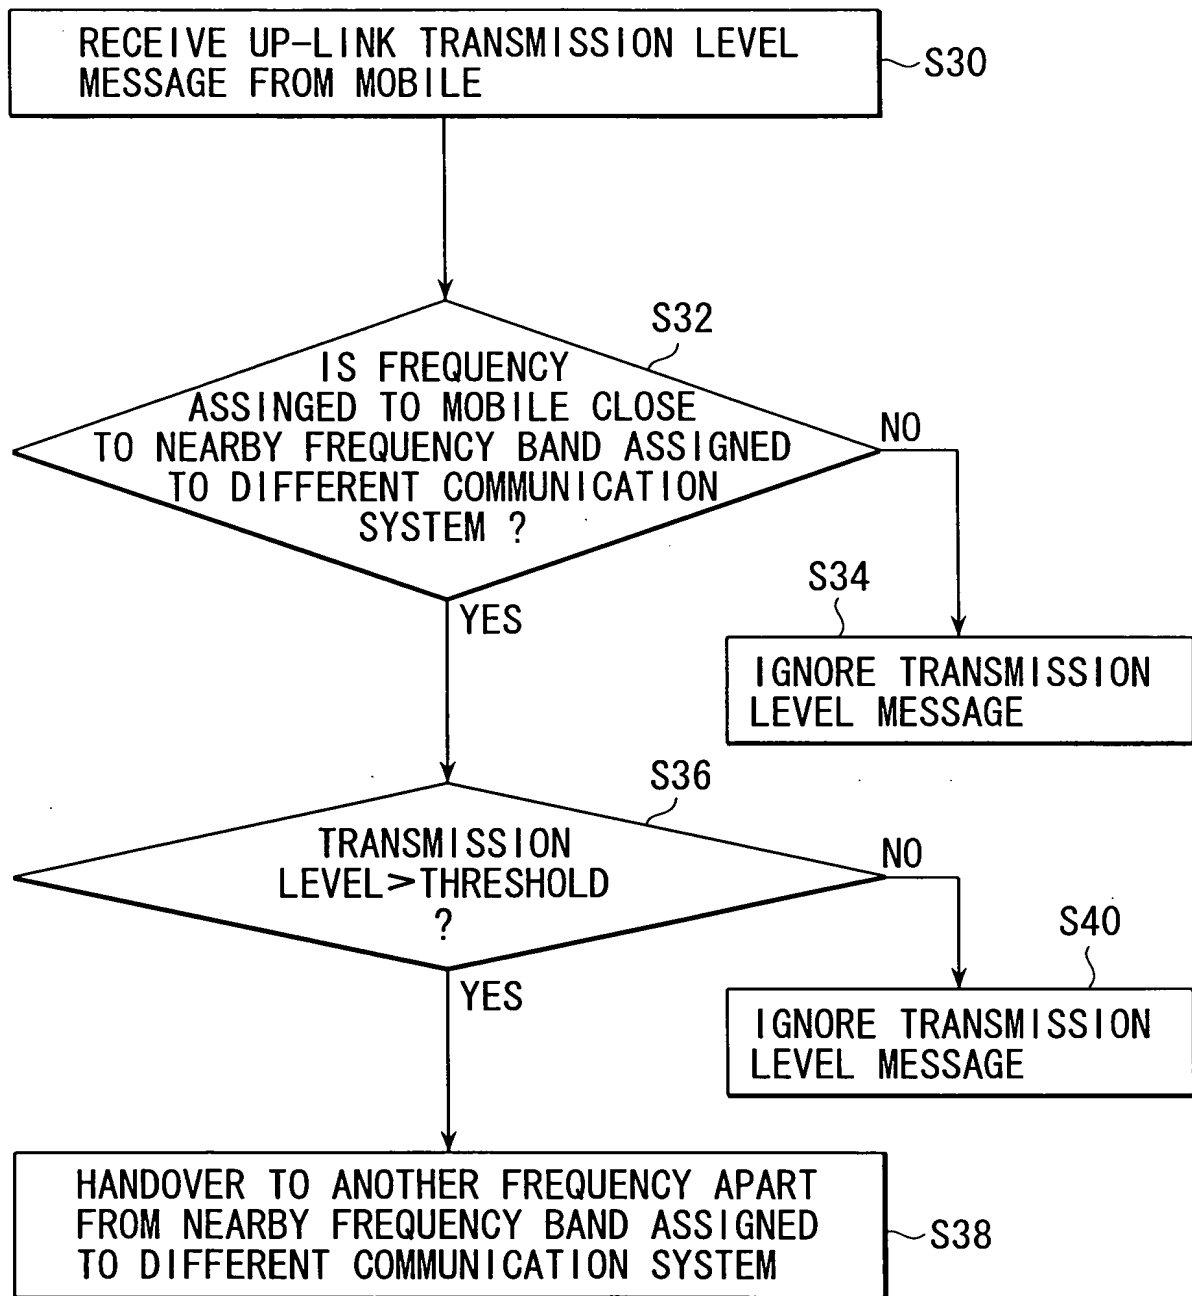 RECEIVE UP-LINK TRANSMISSION LEVEL
MESSAGE FROM MOBILE
S30
S32
IS FREQUENCY
ASSINGED TO MOBILE CLOSE
TO NEARBY FREQUENCY BAND ASSIGNED
TO DIFFERENT COMMUNICATION
SYSTEM ?
NO
YES
S34
IGNORE TRANSMISSION
LEVEL MESSAGE
S36
TRANSMISSION
LEVEL>THRESHOLD
?
NO
YES
S40
IGNORE TRANSMISSION
LEVEL MESSAGE
HANDOVER TO ANOTHER FREQUENCY APART
FROM NEARBY FREQUENCY BAND ASSIGNED
TO DIFFERENT COMMUNICATION SYSTEM
S38